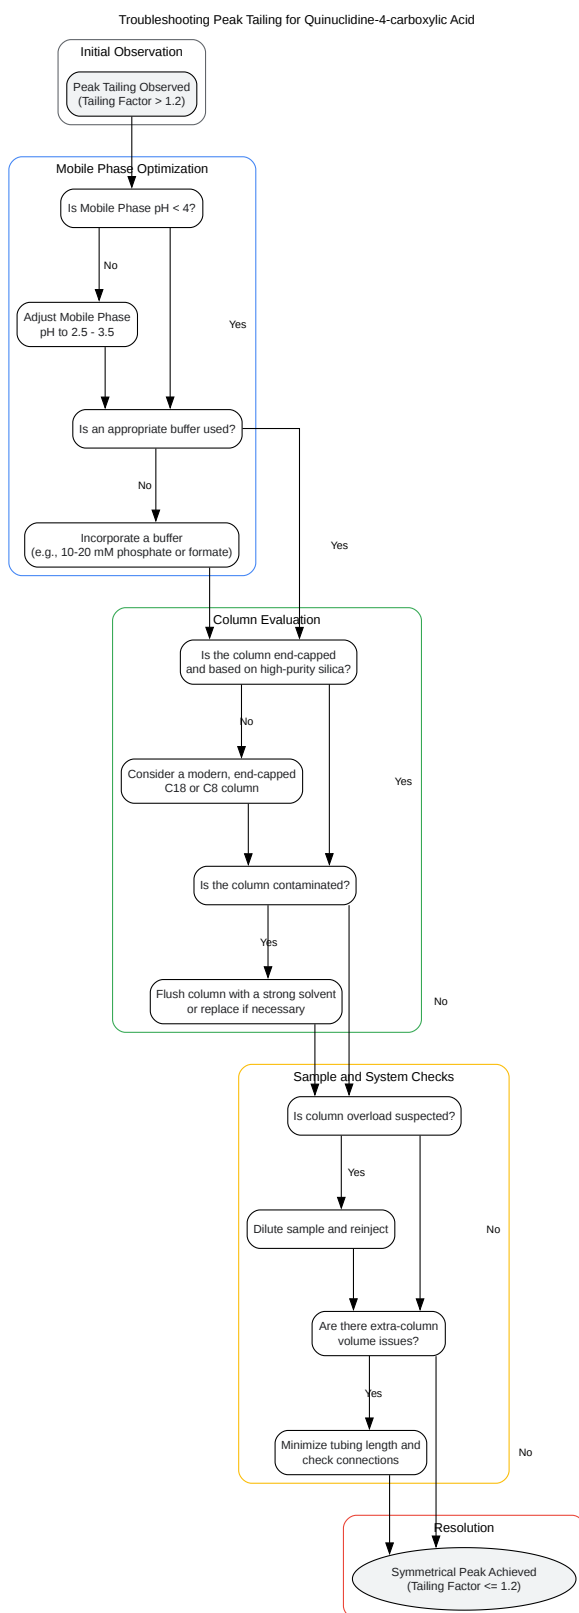 Troubleshooting Peak Tailing for Quinuclidine-4-carboxylic Acid
Initial Observation
Peak Tailing Observed
(Tailing Factor > 1.2)
Mobile Phase Optimization
Is Mobile Phase pH < 4?
No
Adjust Mobile Phase
pH to 2.5 - 3.5
Yes
Is an appropriate buffer used?
No
Incorporate a buffer
(e.g., 10-20 mM phosphate or formate)
Yes
Column Evaluation
Is the column end-capped
and based on high-purity silica?
No
Consider a modern, end-capped
C18 or C8 column
Yes
Is the column contaminated?
Yes
Flush column with a strong solvent
or replace if necessary
No
Sample and System Checks
Is column overload suspected?
Yes
Dilute sample and reinject
No
Are there extra-column
volume issues?
Yes
Minimize tubing length and
check connections
No
Resolution
Symmetrical Peak Achieved
(Tailing Factor <= 1.2)